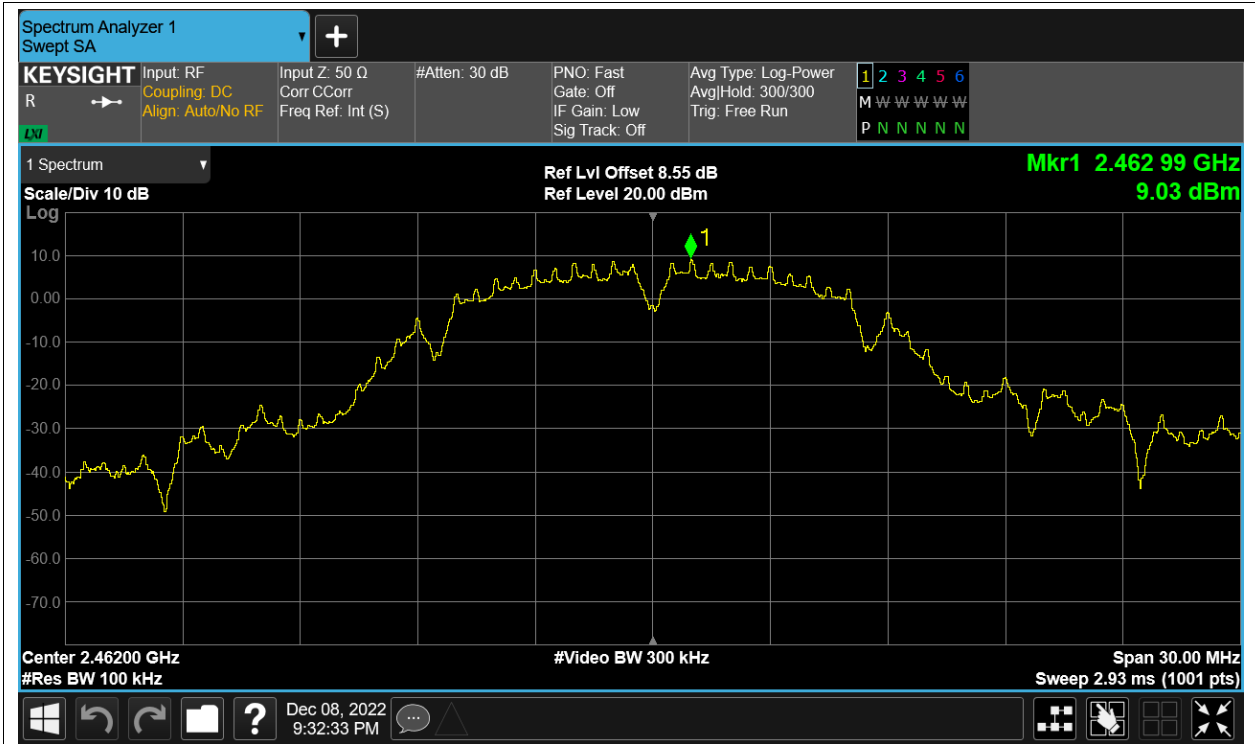 Spectrum Analyzer 1
Swept SA
KEYSIGHT
R
LXI
Input: RF
Coupling: DC
Align: Auto/No RF
Input Z: 50 Ω
Corr CCorr
Freq Ref: Int (S)
#Atten: 30 dB
PNO: Fast
Gate: Off
IF Gain: Low
Sig Track: Off
Avg Type: Log-Power
Avg|Hold: 300/300
Trig: Free Run
1 2 3 4 5 6
M W W W W W
P N N N N N
1 Spectrum
Scale/Div 10 dB
Log
Ref Lvl Offset 8.55 dB
Ref Level 20.00 dBm
Mkr1 2.462 99 GHz
9.03 dBm
1
10.0
0.00
-10.0
-20.0
-30.0
-40.0
-50.0
-60.0
-70.0
Center 2.46200 GHz
#Res BW 100 kHz
#Video BW 300 kHz
Span 30.00 MHz
Sweep 2.93 ms (1001 pts)
?
Dec 08, 2022
9:32:33 PM